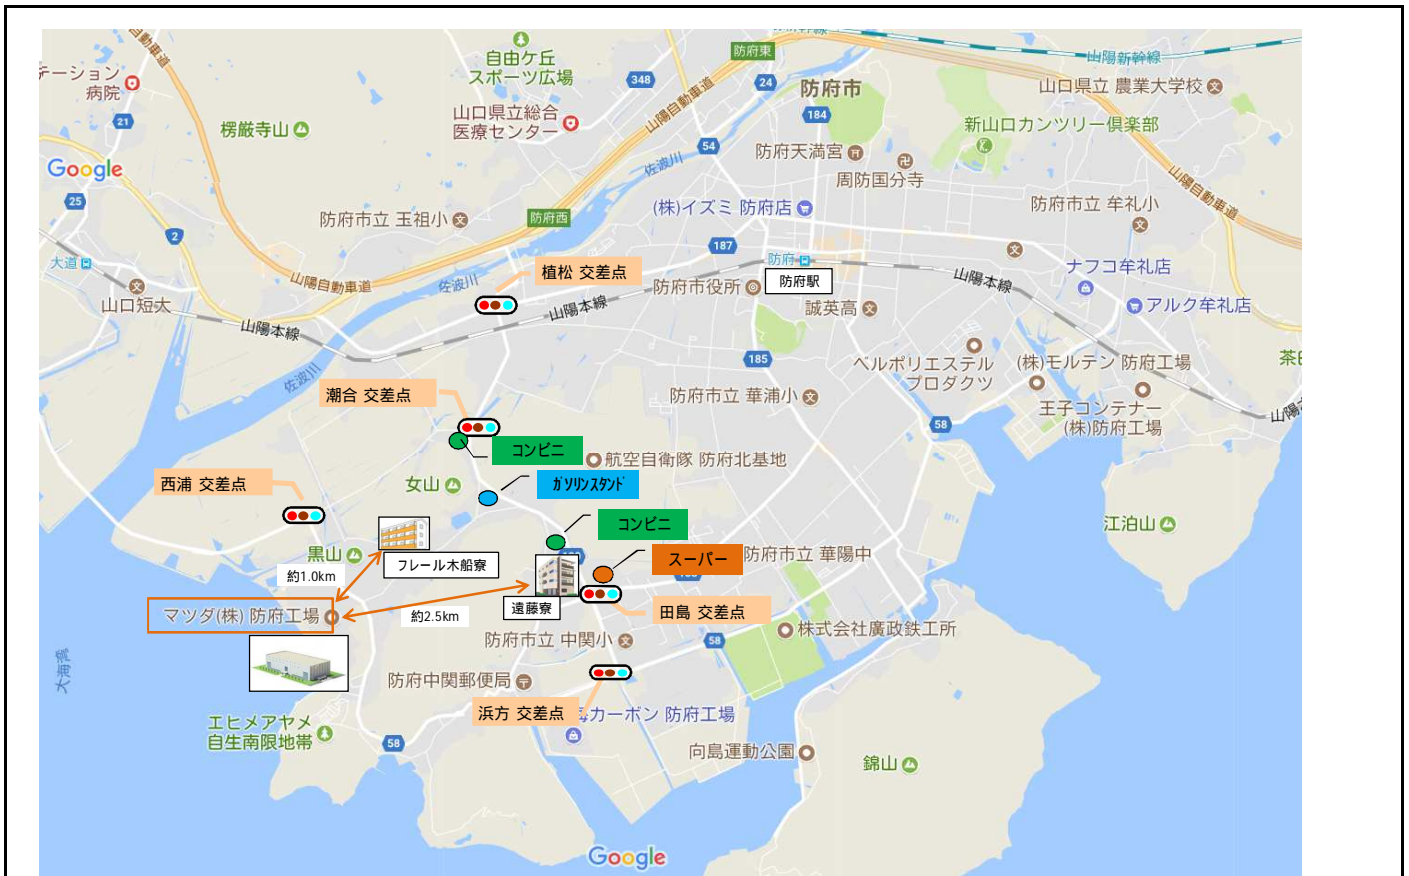 自由ケ丘
スポーツ広場
防府東
山陽新幹線
テーション
病院
348
24
防府市
山口県立 農業大学校
21
楞厳寺山
山口県立総合
医療センター
山陽自動車道
184
新山口カンツリー倶楽部
54
防府天満宮
Google
佐波川
周防国分寺
山陽自動車道
25
防府市立 玉祖小
防府西
(株)イズミ 防府店
防府市立 牟礼小
2
187
大道
植松 交差点
防府
ナフコ牟礼店
山陽自動車道
佐波川
防府市役所
防府駅
山陽本線
山口短大
山陽本線
山陽本線
誠英高
アルク牟礼店
185
ベルポリエステル
プロダクツ
(株)モルテン 防府工場
佐波川
潮合 交差点
防府市立 華浦小
王子コンテナー
(株)防府工場
58
コンビニ
航空自衛隊 防府北基地
西浦 交差点
女山
ガソリンスタンド
コンビニ
江泊山
黒山
フレール木船寮
スーパー
防府市立 華陽中
約1.0km
マツダ(株) 防府工場
約2.5km
遠藤寮
田島 交差点
防府市立 中関小
58
株式会社廣政鉄工所
大海湾
防府中関郵便局
浜方 交差点
海カーボン 防府工場
エヒメアヤメ
自生南限地帯
58
向島運動公園
錦山
Google